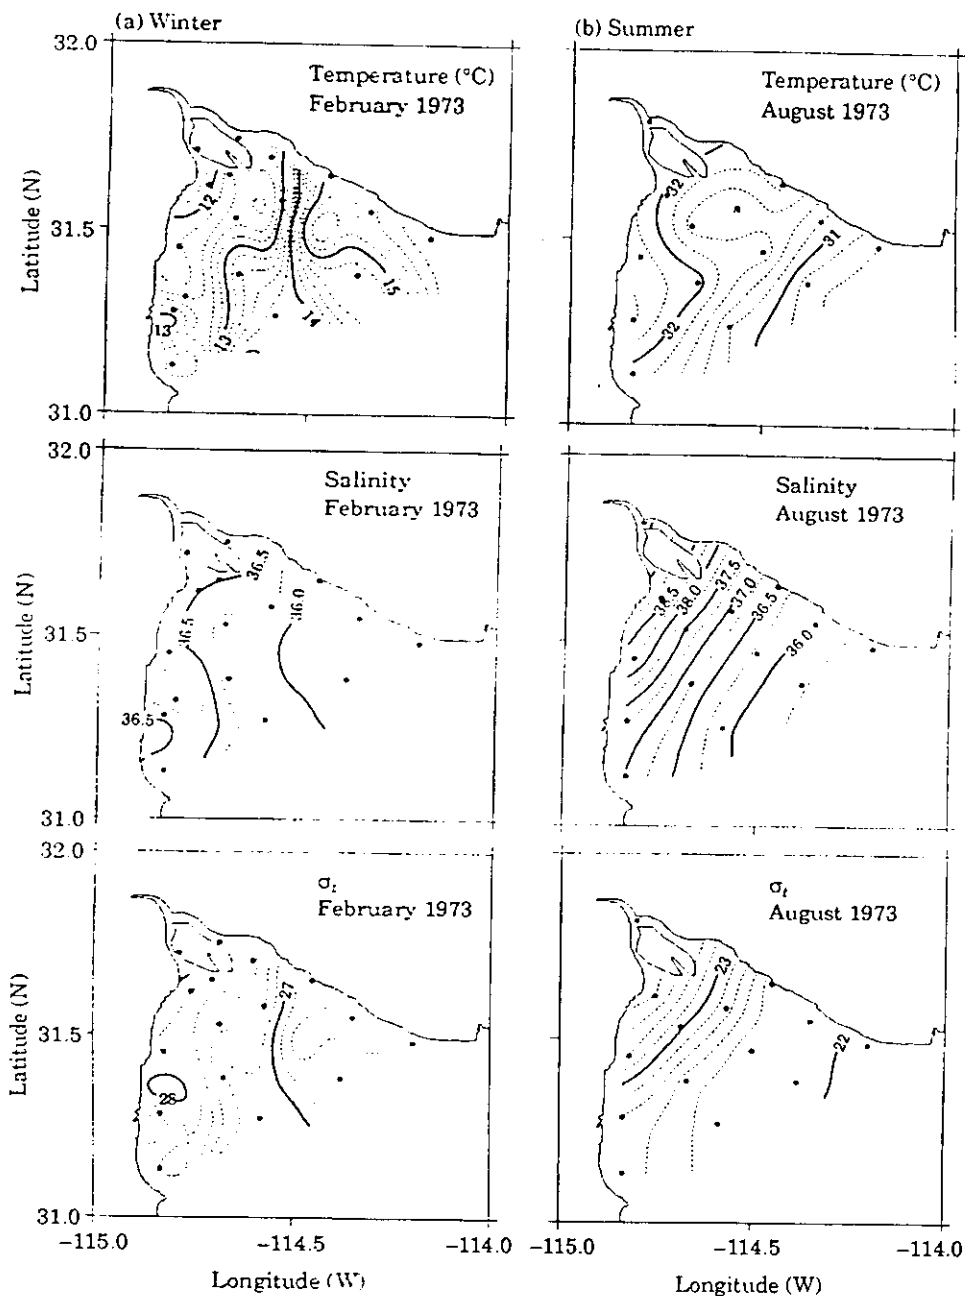 (a) Winter
(b) Summer
32.0
Temperature (°C)
February 1973
Temperature (°C)
August 1973
Latitude (N)
31.5
12
13
13
14
15
32
32
31
31.0
32.0
Salinity
February 1973
Salinity
August 1973
Latitude (N)
31.5
36.5
36.5
36.0
36.5
38.5
38.0
37.5
37.0
36.5
36.0
31.0
32.0
σt
February 1973
σt
August 1973
Latitude (N)
31.5
27
28
23
22
31.0
-115.0
-114.5
-114.0
-115.0
-114.5
-114.0
Longitude (W)
Longitude (W)